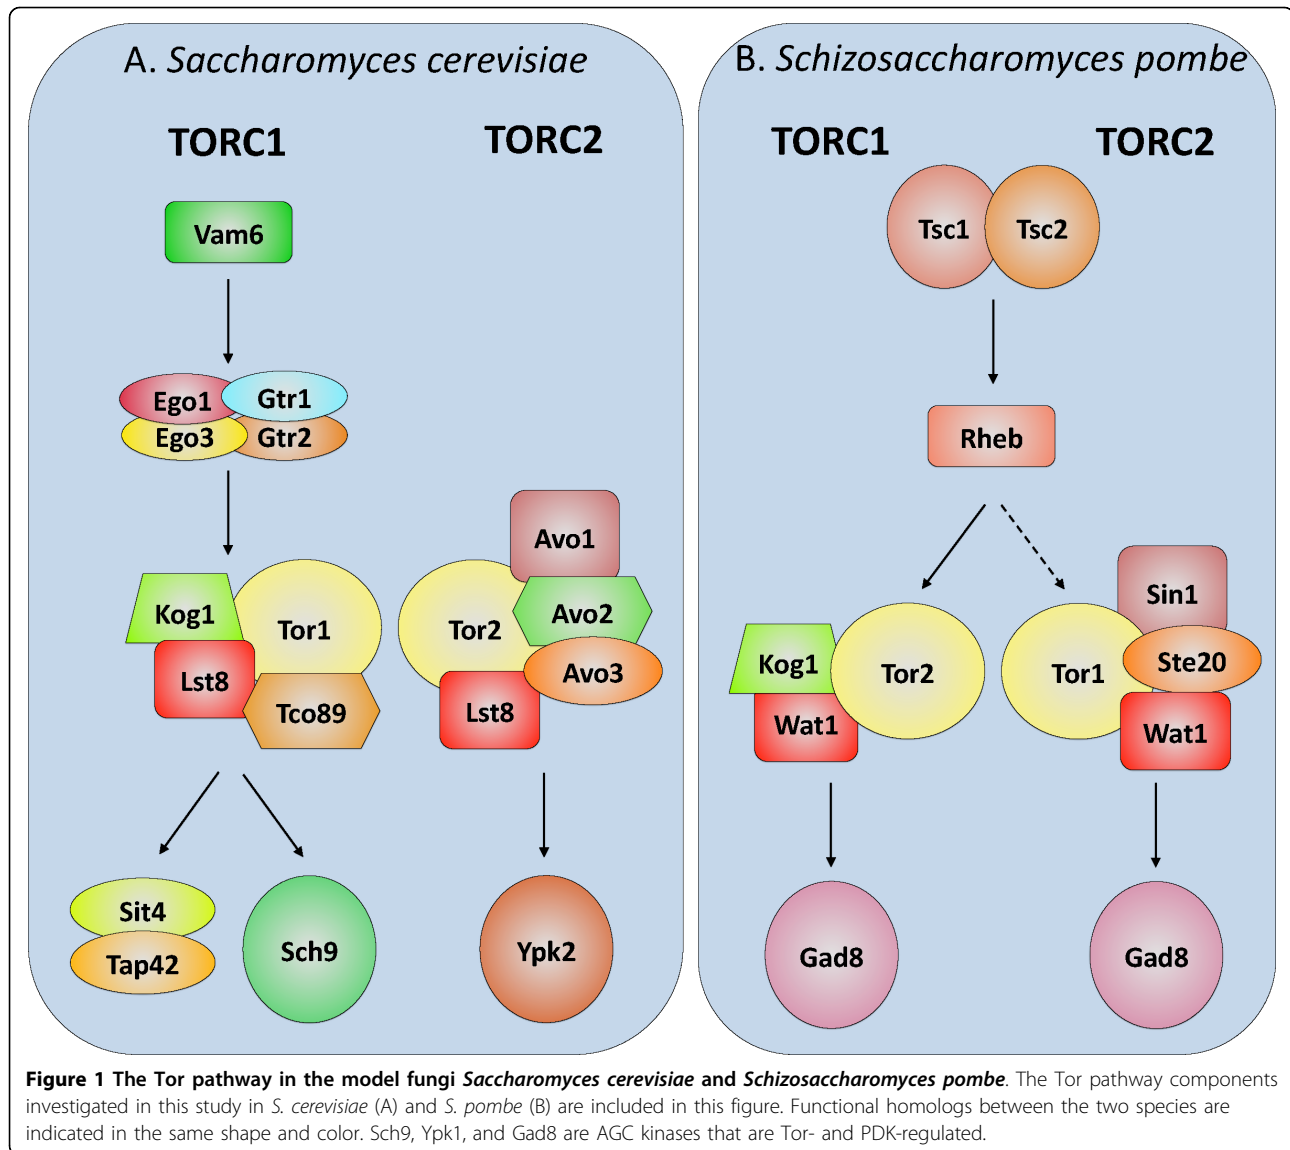 A. Saccharomyces cerevisiae
TORC1
TORC2
Vam6
Ego1
Gtr1
Ego3
Gtr2
Kog1
Tor1
Lst8
Tco89
Avo1
Tor2
Avo2
Avo3
Lst8
Sit4
Tap42
Sch9
Ypk2
B. Schizosaccharomyces pombe
TORC1
TORC2
Tsc1
Tsc2
Rheb
Kog1
Tor2
Wat1
Sin1
Tor1
Ste20
Wat1
Gad8
Gad8
Figure 1 The Tor pathway in the model fungi Saccharomyces cerevisiae and Schizosaccharomyces pombe. The Tor pathway components
investigated in this study in S. cerevisiae (A) and S. pombe (B) are included in this figure. Functional homologs between the two species are
indicated in the same shape and color. Sch9, Ypk1, and Gad8 are AGC kinases that are Tor- and PDK-regulated.